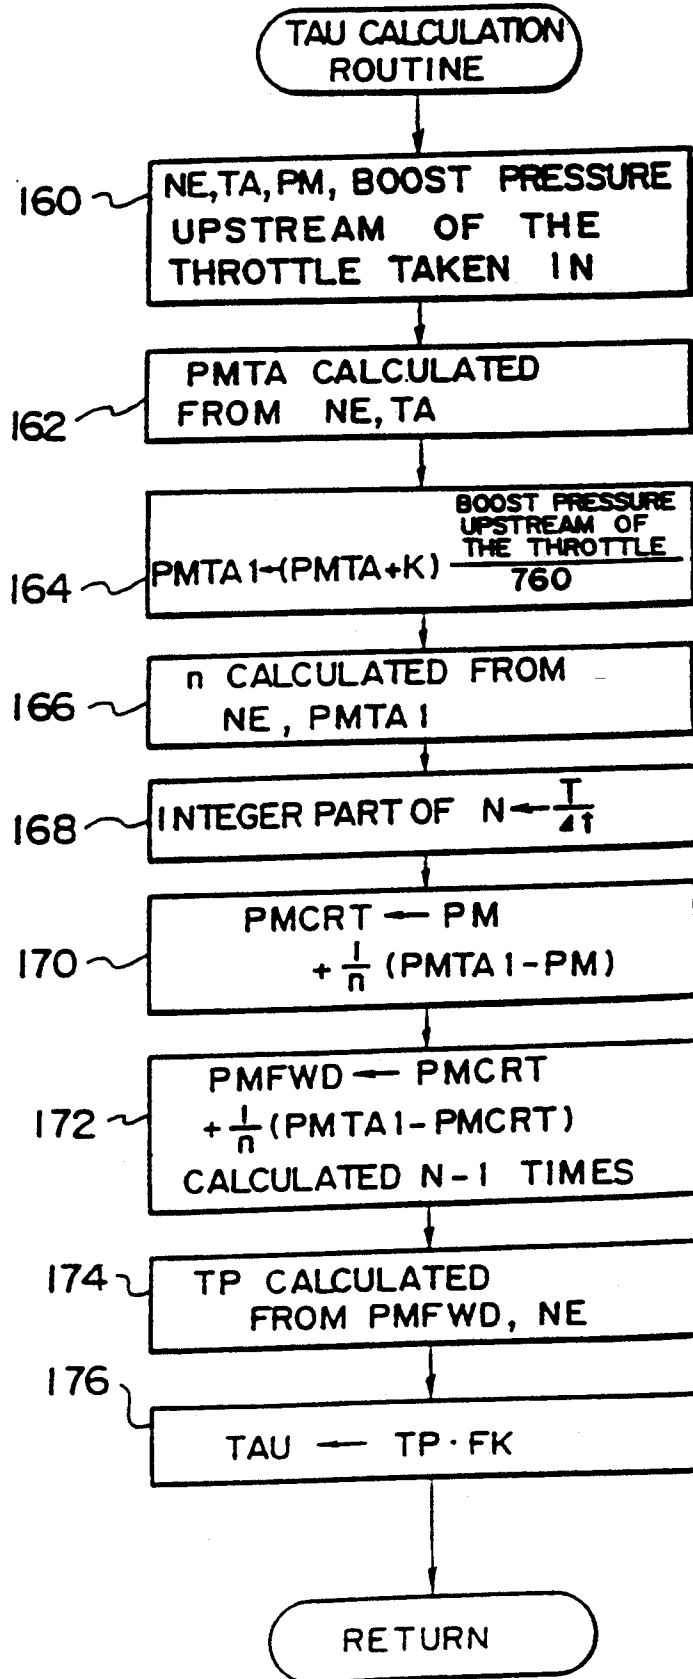 TAU CALCULATION
ROUTINE
160
NE, TA, PM, BOOST PRESSURE
UPSTREAM OF THE
THROTTLE TAKEN IN
162
PMTA CALCULATED
FROM NE, TA
164
PMTA1←(PMTA+K) BOOST PRESSURE
UPSTREAM OF
THE THROTTLE
760
166
n CALCULATED FROM
NE, PMTA1
168
INTEGER PART OF N ← T
Δt
170
PMCRT ← PM
+ 1/n (PMTA1-PM)
172
PMFWD ← PMCRT
+ 1/n (PMTA1-PMCRT)
CALCULATED N-1 TIMES
174
TP CALCULATED
FROM PMFWD, NE
176
TAU ← TP·FK
RETURN